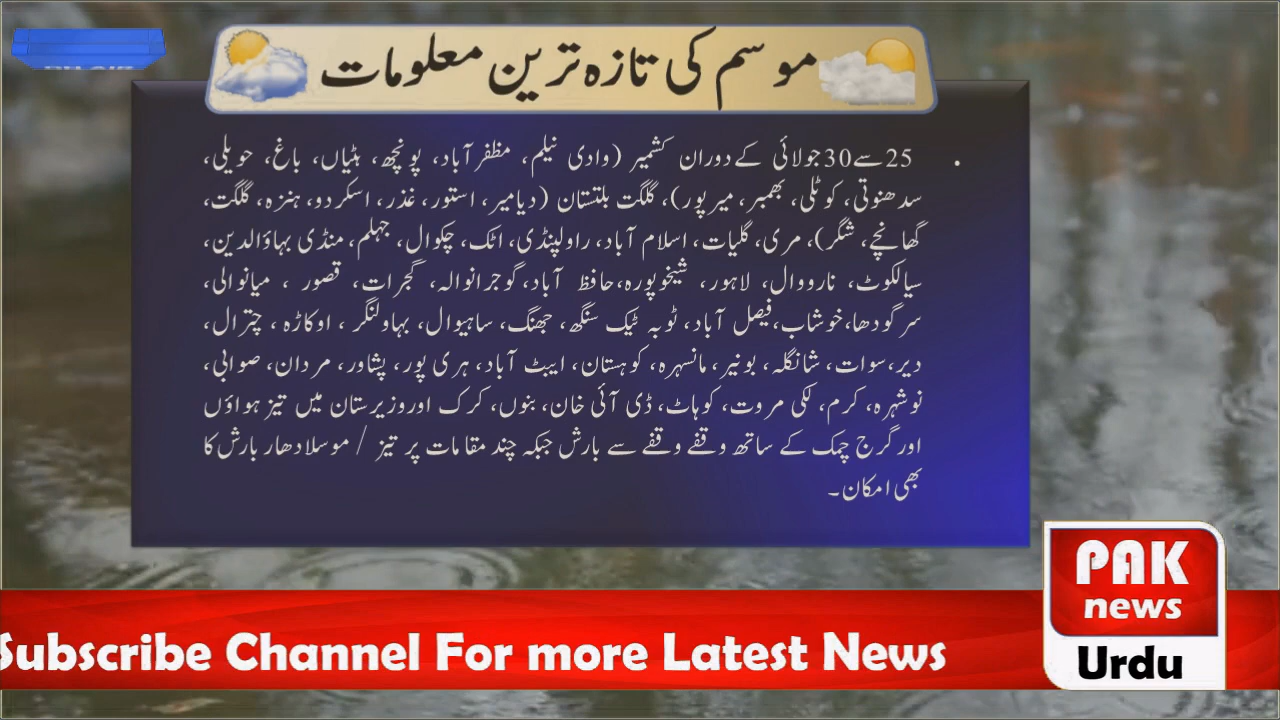 موسم کی تازہ ترین معلومات
• 25 سے 30 جولائی کے دوران کشمیر (وادی نیلم، مظفر آباد، پونچھ، ہٹیاں، باغ، حویلی،
سدھنوتی، کوٹلی، بھمبر، میرپور)، گلگت بلتستان (دیامیر، استور، غذر، اسکردو، ہنزہ، گلگت،
گھانچے، شگر)، مری، گلیات، اسلام آباد، راولپنڈی، اٹک، چکوال، جہلم، منڈی بہاؤالدین،
سیالکوٹ، نارووال، لاہور، شیخوپورہ،حافظ آباد،گوجرانوالہ، گجرات، قصور ، میانوالی،
سرگودھا،خوشاب،فیصل آباد، ٹوبہ ٹیک سنگھ، جھنگ، ساہیوال، بہاولنگر ، اوکاڑہ ، چترال،
دیر،سوات، شانگلہ، بونیر، مانسہرہ، کوہستان، ایبٹ آباد، ہری پور، پشاور، مردان، صوابی،
نوشہرہ، کرم، لکی مروت، کوہاٹ، ڈی آئی خان، بنوں، کرک اوروزیرستان میں تیز ہواؤں
اورگرج چمک کے ساتھ وقفے وقفے سے بارش جبکہ چند مقامات پر تیز / موسلادھار بارش کا
بھی امکان۔
PAK
news
Urdu
Subscribe Channel For more Latest News